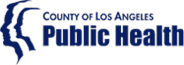 COUNTY OF LOS ANGELES
Public Health